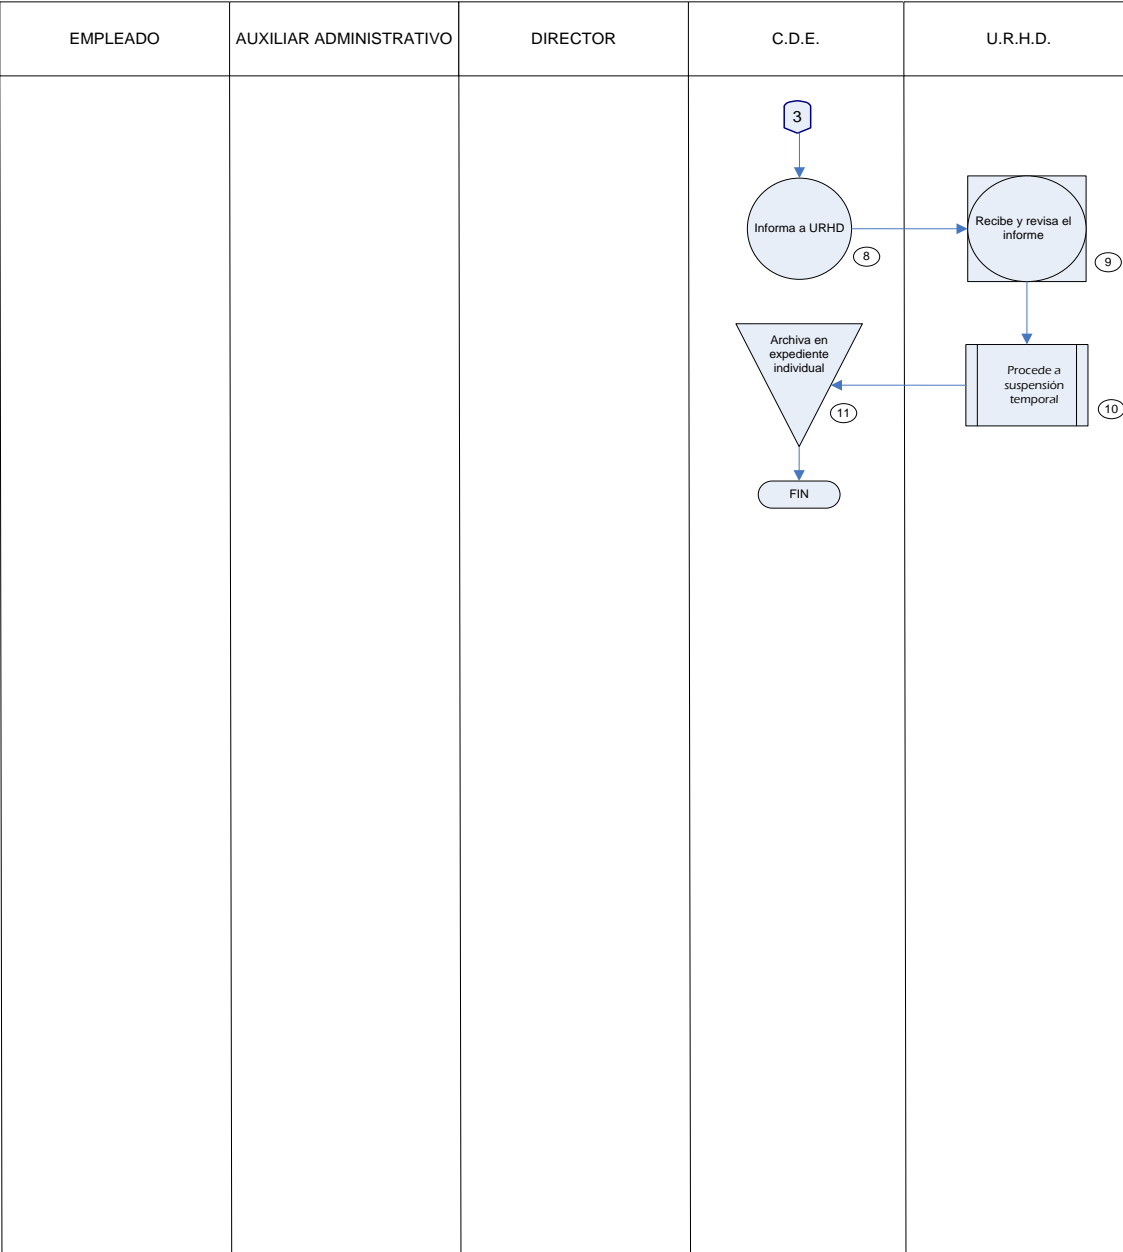 EMPLEADO
AUXILIAR ADMINISTRATIVO
DIRECTOR
C.D.E.
U.R.H.D.
3
Informa a URHD
8
Recibe y revisa el
informe
9
Procede a
suspensión
temporal
10
Archiva en
expediente
individual
11
FIN